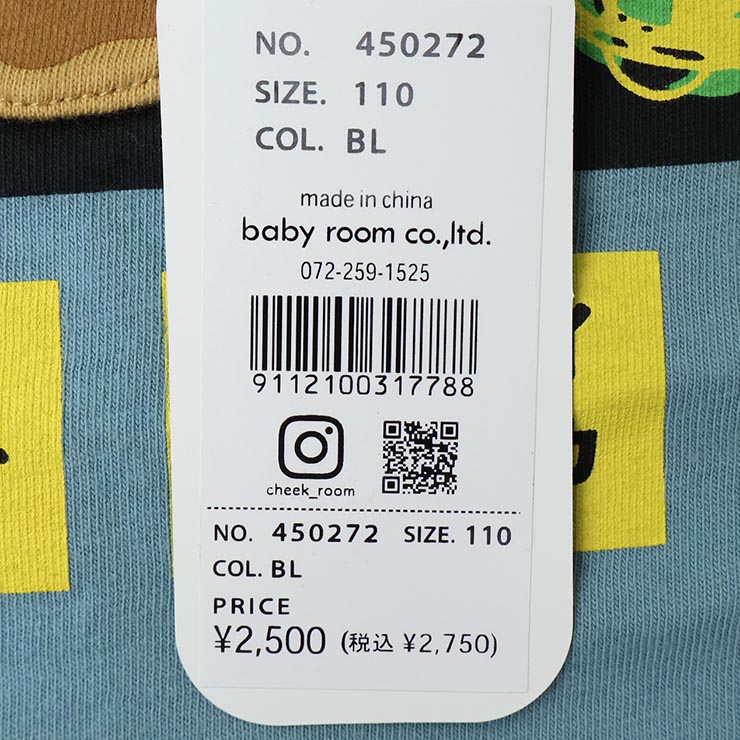 NO. 450272
SIZE. 110
COL. BL
made in china
baby room co.,ltd.
072-259-1525
9112100317788
cheek_room
NO. 450272 SIZE. 110
COL. BL
PRICE
¥2,500 (税込 ¥2,750)